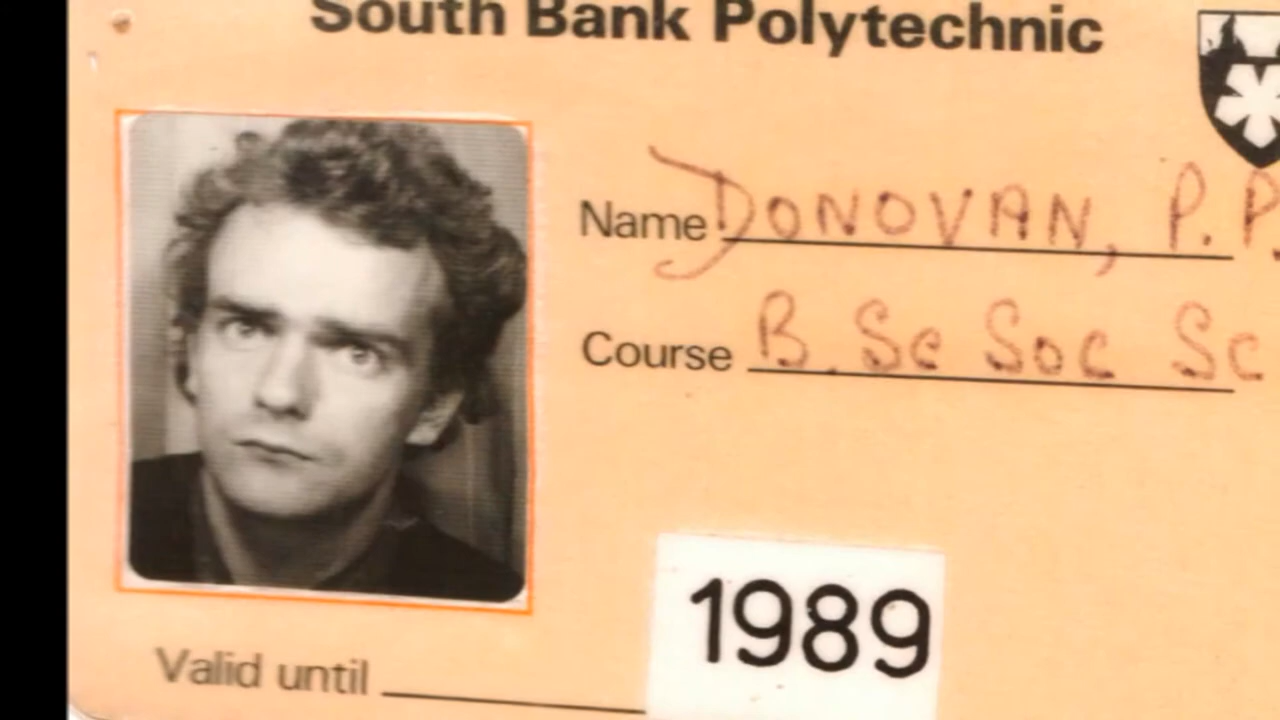 South Bank Polytechnic
Name DONOVAN, P.P.
Course B. Sc Soc Sc
1989
Valid until